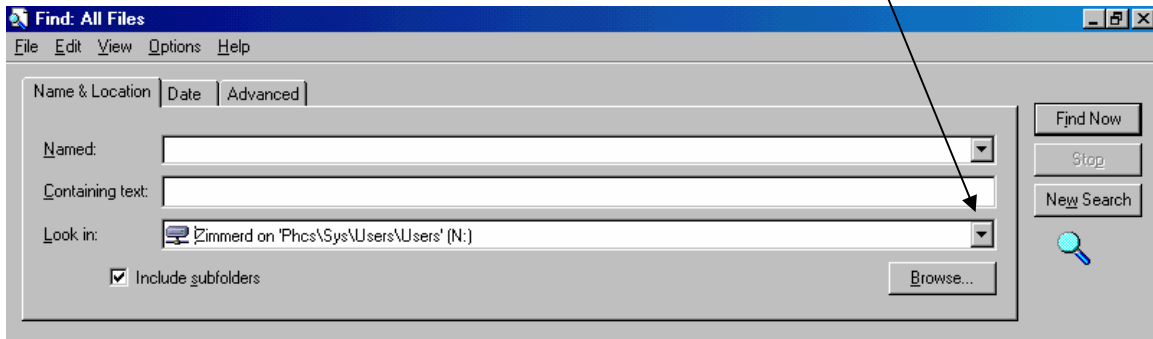 Find: All Files
File Edit View Options Help
Name & Location Date Advanced
Find Now
Named:
Stop
Containing text:
New Search
Look in: Zimmerd on 'Phcs\Sys\Users\Users' (N:)
Include subfolders
Browse...